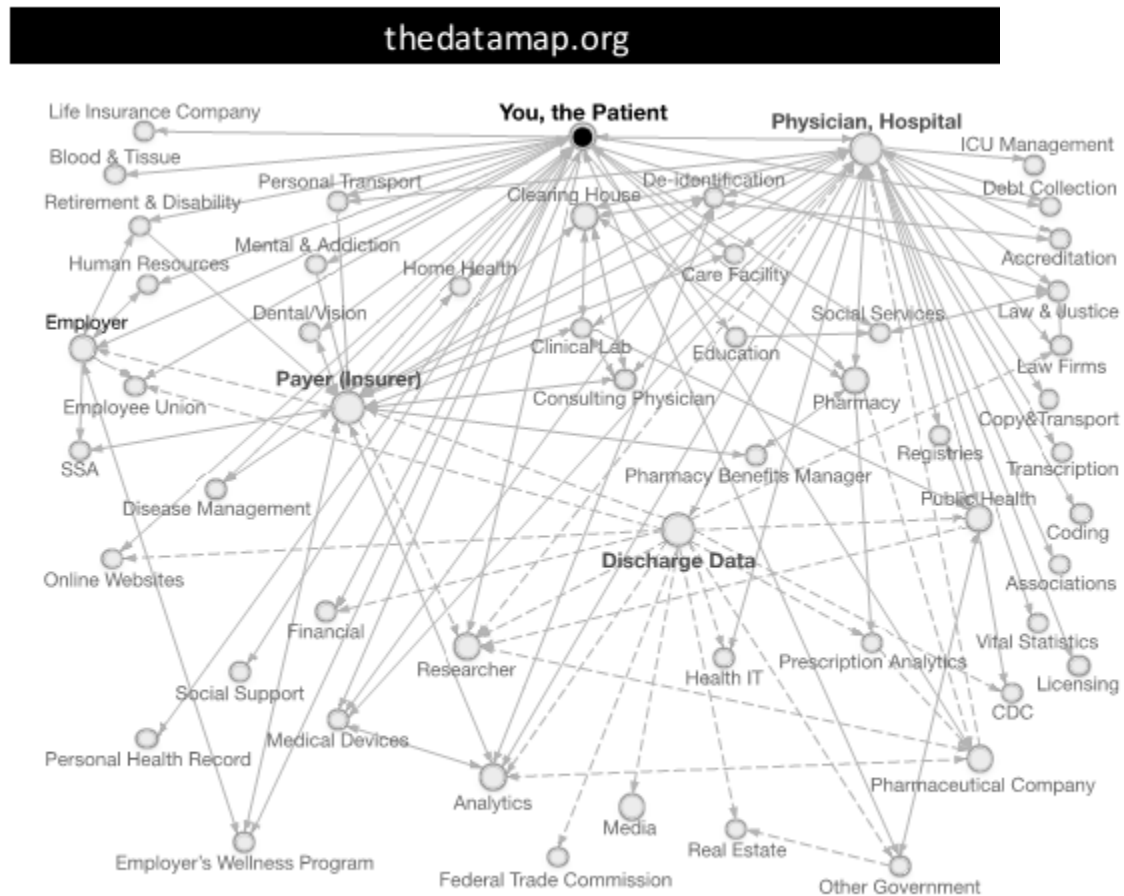 thedatamap.org
Life Insurance Company
You, the Patient
Physician, Hospital
ICU Management
Blood & Tissue
Personal Transport
De-identification
Clearing House
Debt Collection
Retirement & Disability
Mental & Addiction
Human Resources
Home Health
Care Facility
Accreditation
Dental/Vision
Social Services
Law & Justice
Employer
Clinical Lab
Education
Law Firms
Payer (Insurer)
Employee Union
Consulting Physician
Pharmacy
Copy&Transport
SSA
Pharmacy Benefits Manager
Registries
Transcription
Disease Management
Public Health
Coding
Discharge Data
Online Websites
Associations
Financial
Researcher
Health IT
Prescription Analytics
Vital Statistics
Social Support
Licensing
CDC
Medical Devices
Personal Health Record
Pharmaceutical Company
Analytics
Media
Real Estate
Employer's Wellness Program
Federal Trade Commission
Other Government